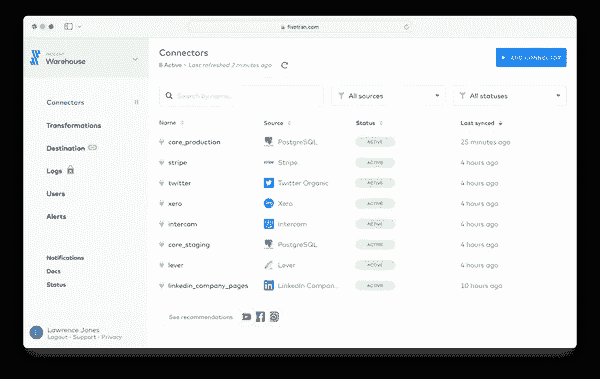 fivetran.com
Warehouse
Connectors
8 Active • Last refreshed 2 minutes ago
ADD CONNECTOR
Search by name...
All sources
All statuses
Name Source Status Last synced
core_production PostgreSQL ACTIVE 25 minutes ago
stripe Stripe ACTIVE 4 hours ago
twitter Twitter Organic ACTIVE 4 hours ago
xero Xero ACTIVE 4 hours ago
intercom Intercom ACTIVE 4 hours ago
core_staging PostgreSQL ACTIVE 4 hours ago
lever Lever ACTIVE 4 hours ago
linkedin_company_pages LinkedIn Compan... ACTIVE 10 hours ago
See recommendations
Connectors
Transformations
Destination
Logs
Users
Alerts
Notifications
Docs
Status
Lawrence Jones
Logout • Support • Privacy